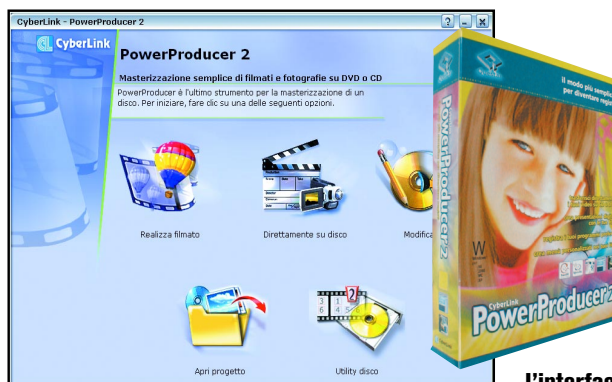 CyberLink - PowerProducer 2
CyberLink
PowerProducer 2
Masterizzazione semplice di filmati e fotografie su DVD o CD
PowerProducer è l'ultimo strumento per la masterizzazione di un
disco. Per iniziare, fare clic su una delle seguenti opzioni.
Realizza filmato
Direttamente su disco
Modifica
Apri progetto
Utility disco
Il modo più semplice
per diventare regista
PowerProducer 2
CyberLink
PowerProducer 2
L'interfac